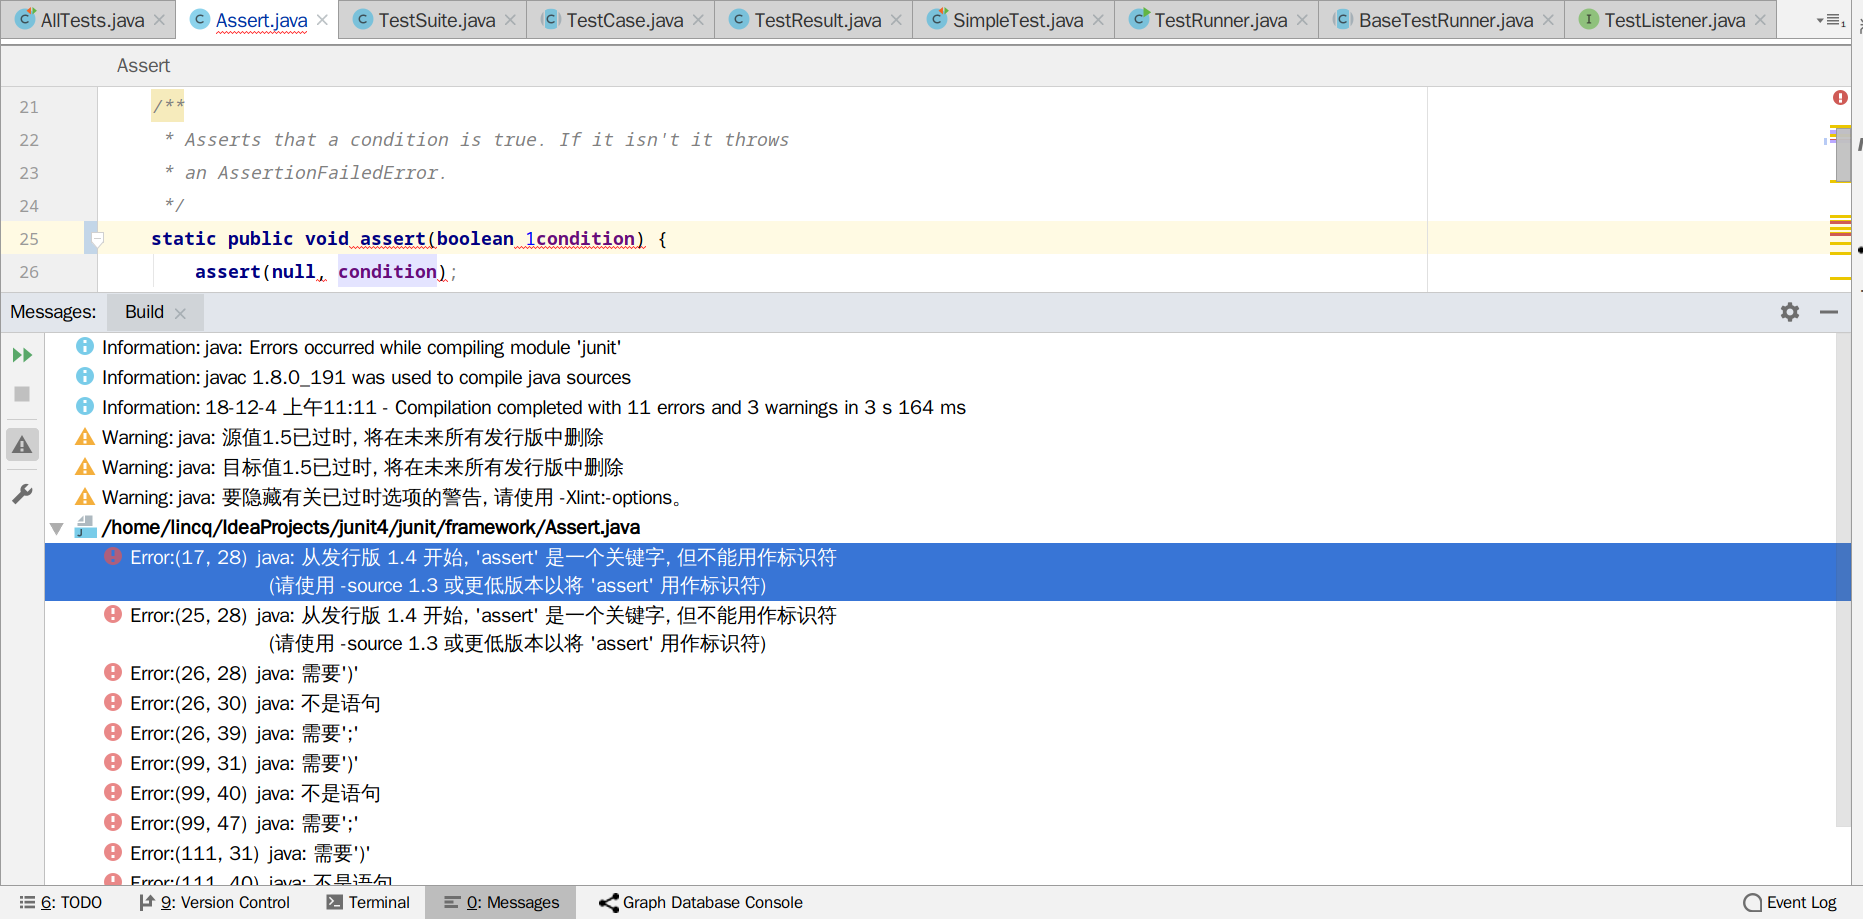 AllTests.java Assert.java TestSuite.java TestCase.java TestResult.java SimpleTest.java TestRunner.java BaseTestRunner.java TestListener.java
Assert
21 /**
22 * Asserts that a condition is true. If it isn't it throws
23 * an AssertionFailedError.
24 */
25 static public void assert(boolean 1condition) {
26 assert(null, condition);
Messages: Build
Information: java: Errors occurred while compiling module 'junit'
Information: javac 1.8.0_191 was used to compile java sources
Information: 18-12-4 上午11:11 - Compilation completed with 11 errors and 3 warnings in 3 s 164 ms
Warning: java: 源值1.5已过时, 将在未来所有发行版中删除
Warning: java: 目标值1.5已过时, 将在未来所有发行版中删除
Warning: java: 要隐藏有关已过时选项的警告, 请使用 -Xlint:-options。
/home/lincq/IdeaProjects/junit4/junit/framework/Assert.java
Error:(17, 28) java: 从发行版 1.4 开始, 'assert' 是一个关键字, 但不能用作标识符
(请使用 -source 1.3 或更低版本以将 'assert' 用作标识符)
Error:(25, 28) java: 从发行版 1.4 开始, 'assert' 是一个关键字, 但不能用作标识符
(请使用 -source 1.3 或更低版本以将 'assert' 用作标识符)
Error:(26, 28) java: 需要')'
Error:(26, 30) java: 不是语句
Error:(26, 39) java: 需要';'
Error:(99, 31) java: 需要')'
Error:(99, 40) java: 不是语句
Error:(99, 47) java: 需要';'
Error:(111, 31) java: 需要')'
Error:(111, 40) java: 不是语句
6: TODO 9: Version Control Terminal 0: Messages Graph Database Console Event Log